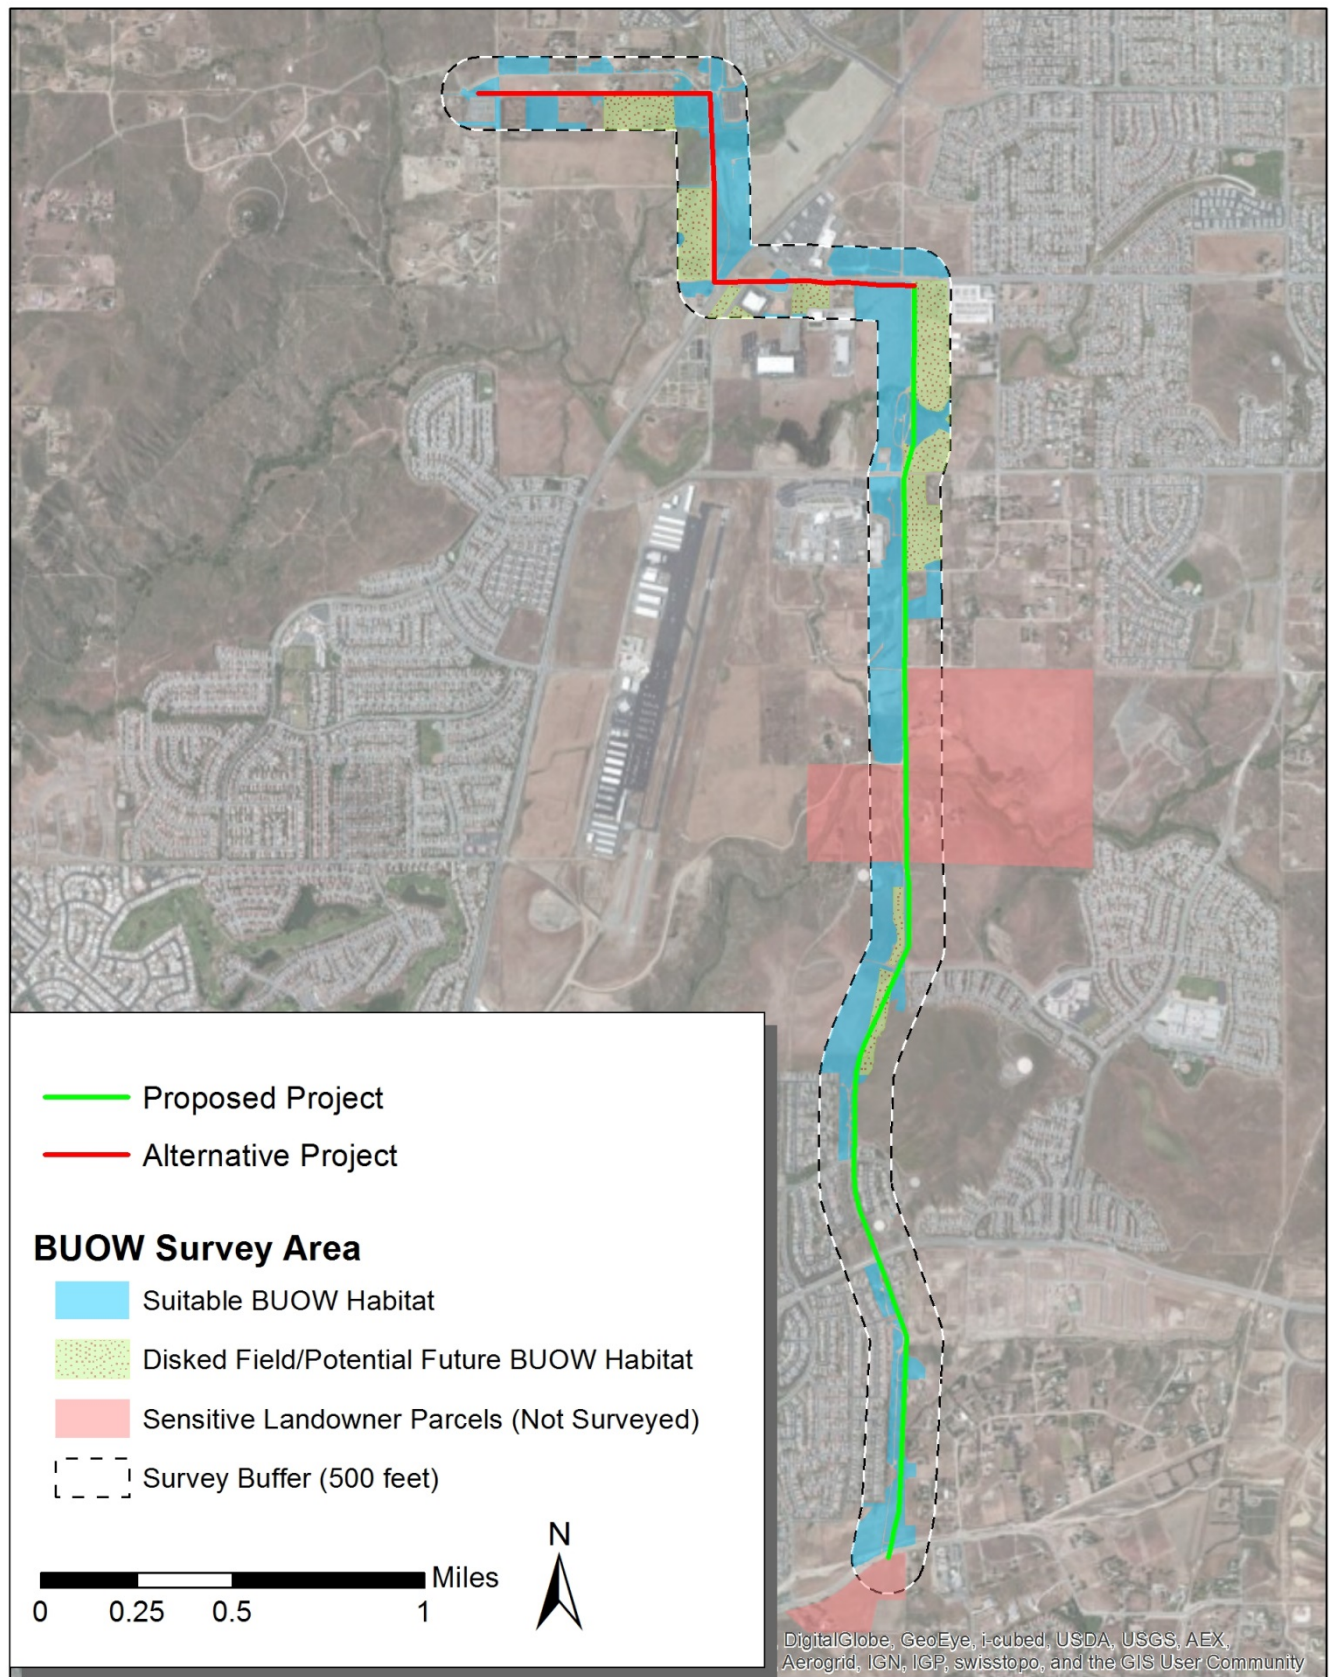 Proposed Project
Alternative Project
BUOW Survey Area
Suitable BUOW Habitat
Disked Field/Potential Future BUOW Habitat
Sensitive Landowner Parcels (Not Surveyed)
Survey Buffer (500 feet)
N
Miles
0 0.25 0.5 1
DigitalGlobe, GeoEye, i-cubed, USDA, USGS, AEX,
Aerogrid, IGN, IGP, swisstopo, and the GIS User Community